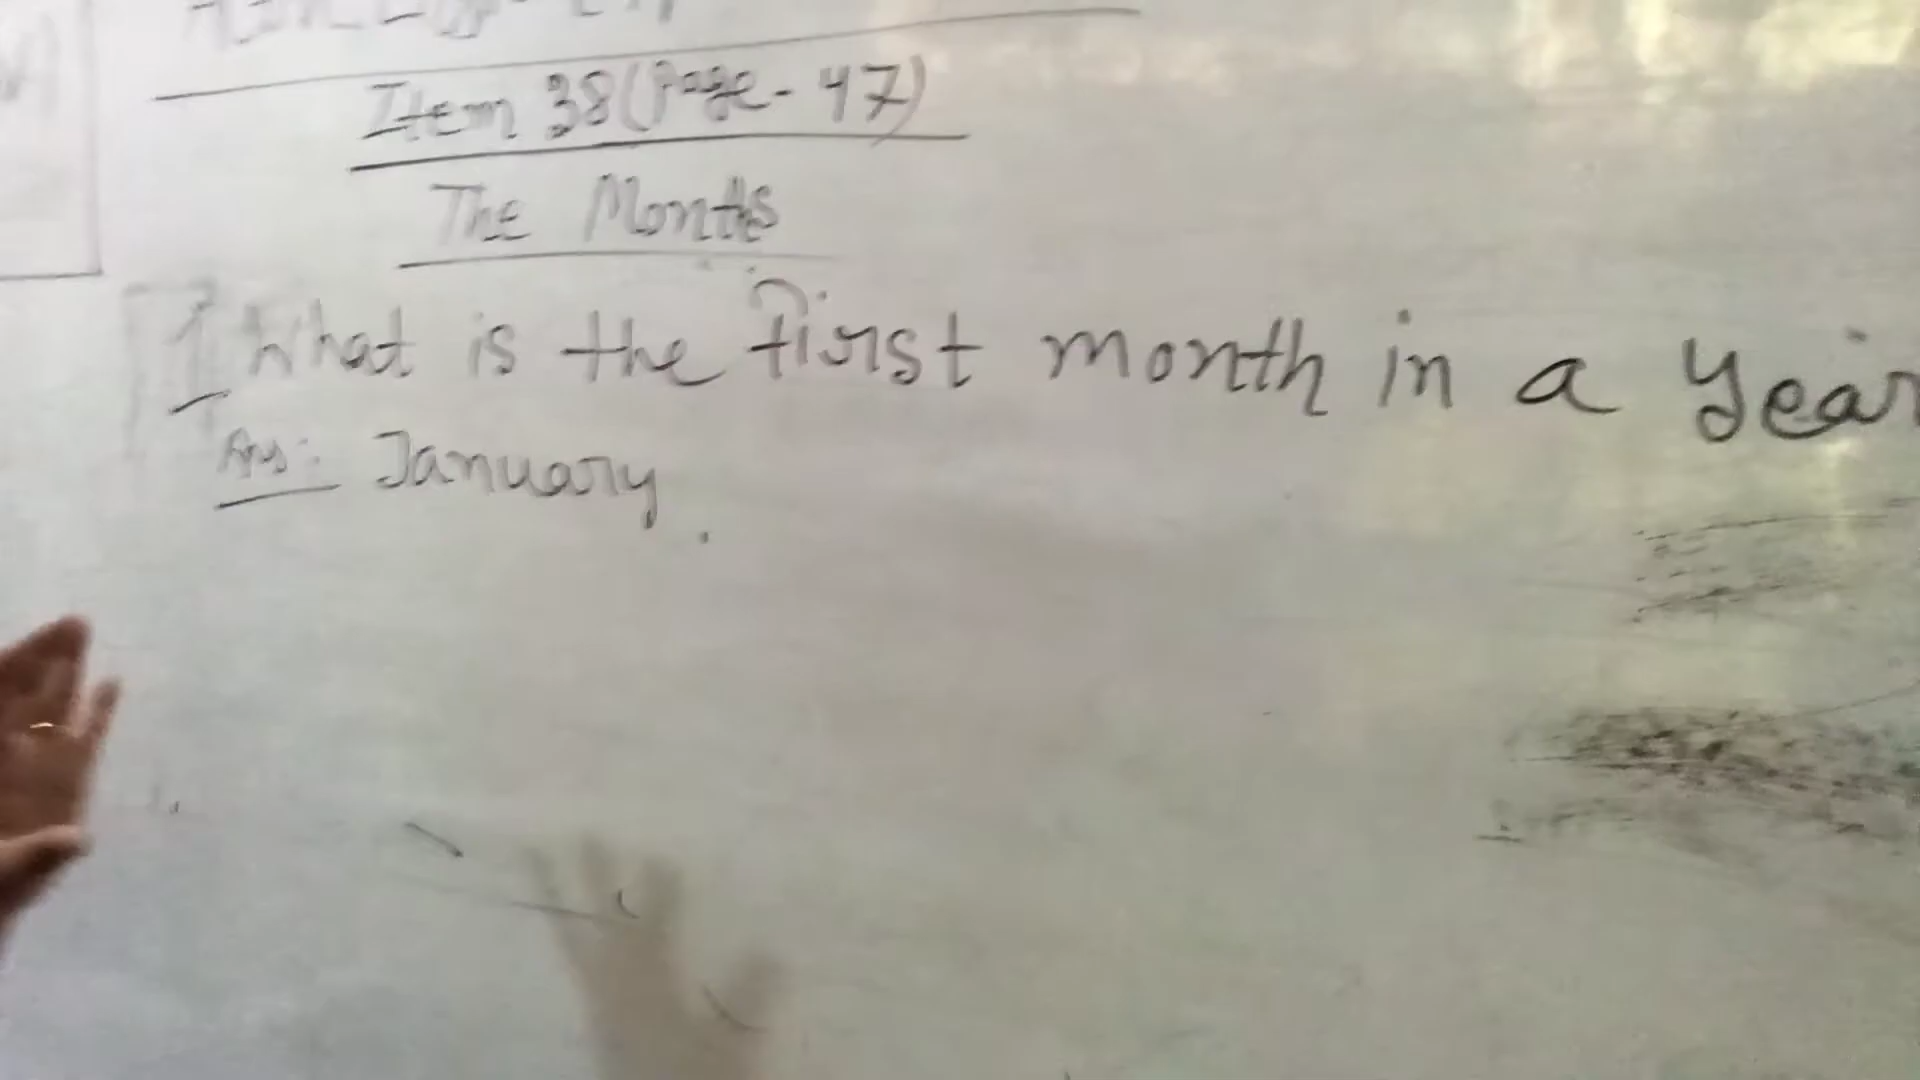 Item 38(Page-47)
The Months
1 What is the first month in a year
Ans: January.